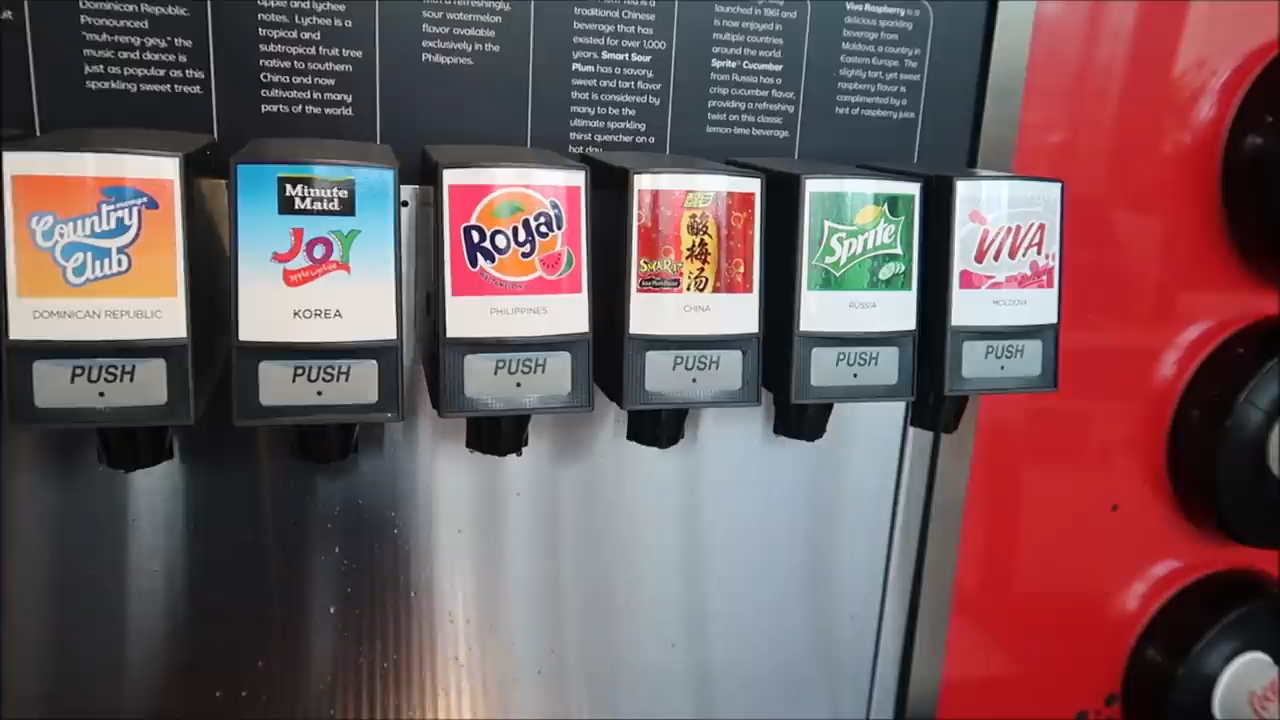 Dominican Republic.
Pronounced
"muh-reng-gey," the
music and dance is
just as popular as this
sparkling sweet treat.
apple and lychee
notes. Lychee is a
tropical and
subtropical fruit tree
native to southern
China and now
cultivated in many
parts of the world.
refreshingly,
sour watermelon
flavor available
exclusively in the
Philippines.
traditional Chinese
beverage that has
existed for over 1,000
years. Smart Sour
Plum has a savory,
sweet and tart flavor
that is considered by
many to be the
ultimate sparkling
thirst quencher on a
hot day.
launched in 1961 and
is now enjoyed in
multiple countries
around the world.
Sprite® Cucumber
from Russia has a
crisp cucumber flavor,
providing a refreshing
twist on this classic
lemon-lime beverage.
Viva Raspberry is a
delicious sparkling
beverage from
Moldova, a country in
Eastern Europe. The
slightly tart, yet sweet
raspberry flavor is
complimented by a
hint of raspberry juice.
Country
Club
DOMINICAN REPUBLIC
PUSH
Minute
Maid
JOY
apple lychee
KOREA
PUSH
Royal
PHILIPPINES
PUSH
酸梅汤
SMART
CHINA
PUSH
Sprite
RUSSIA
PUSH
VIVA
MOLDOVA
PUSH